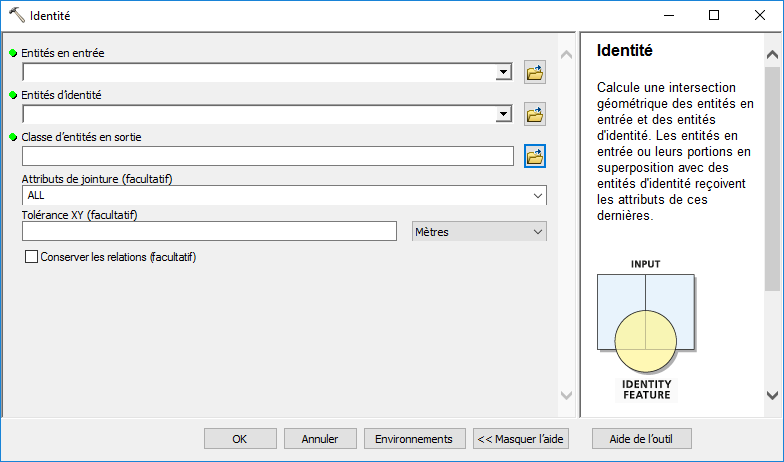 Identité
Entités en entrée
Entités d'identité
Classe d'entités en sortie
Attributs de jointure (facultatif)
ALL
Tolérance XY (facultatif)
Mètres
Conserver les relations (facultatif)
OK
Annuler
Environnements
<< Masquer l'aide
Identité
Calcule une intersection
géométrique des entités en
entrée et des entités
d'identité. Les entités en
entrée ou leurs portions en
superposition avec des
entités d'identité reçoivent
les attributs de ces
dernières.
INPUT
IDENTITY
FEATURE
Aide de l'outil